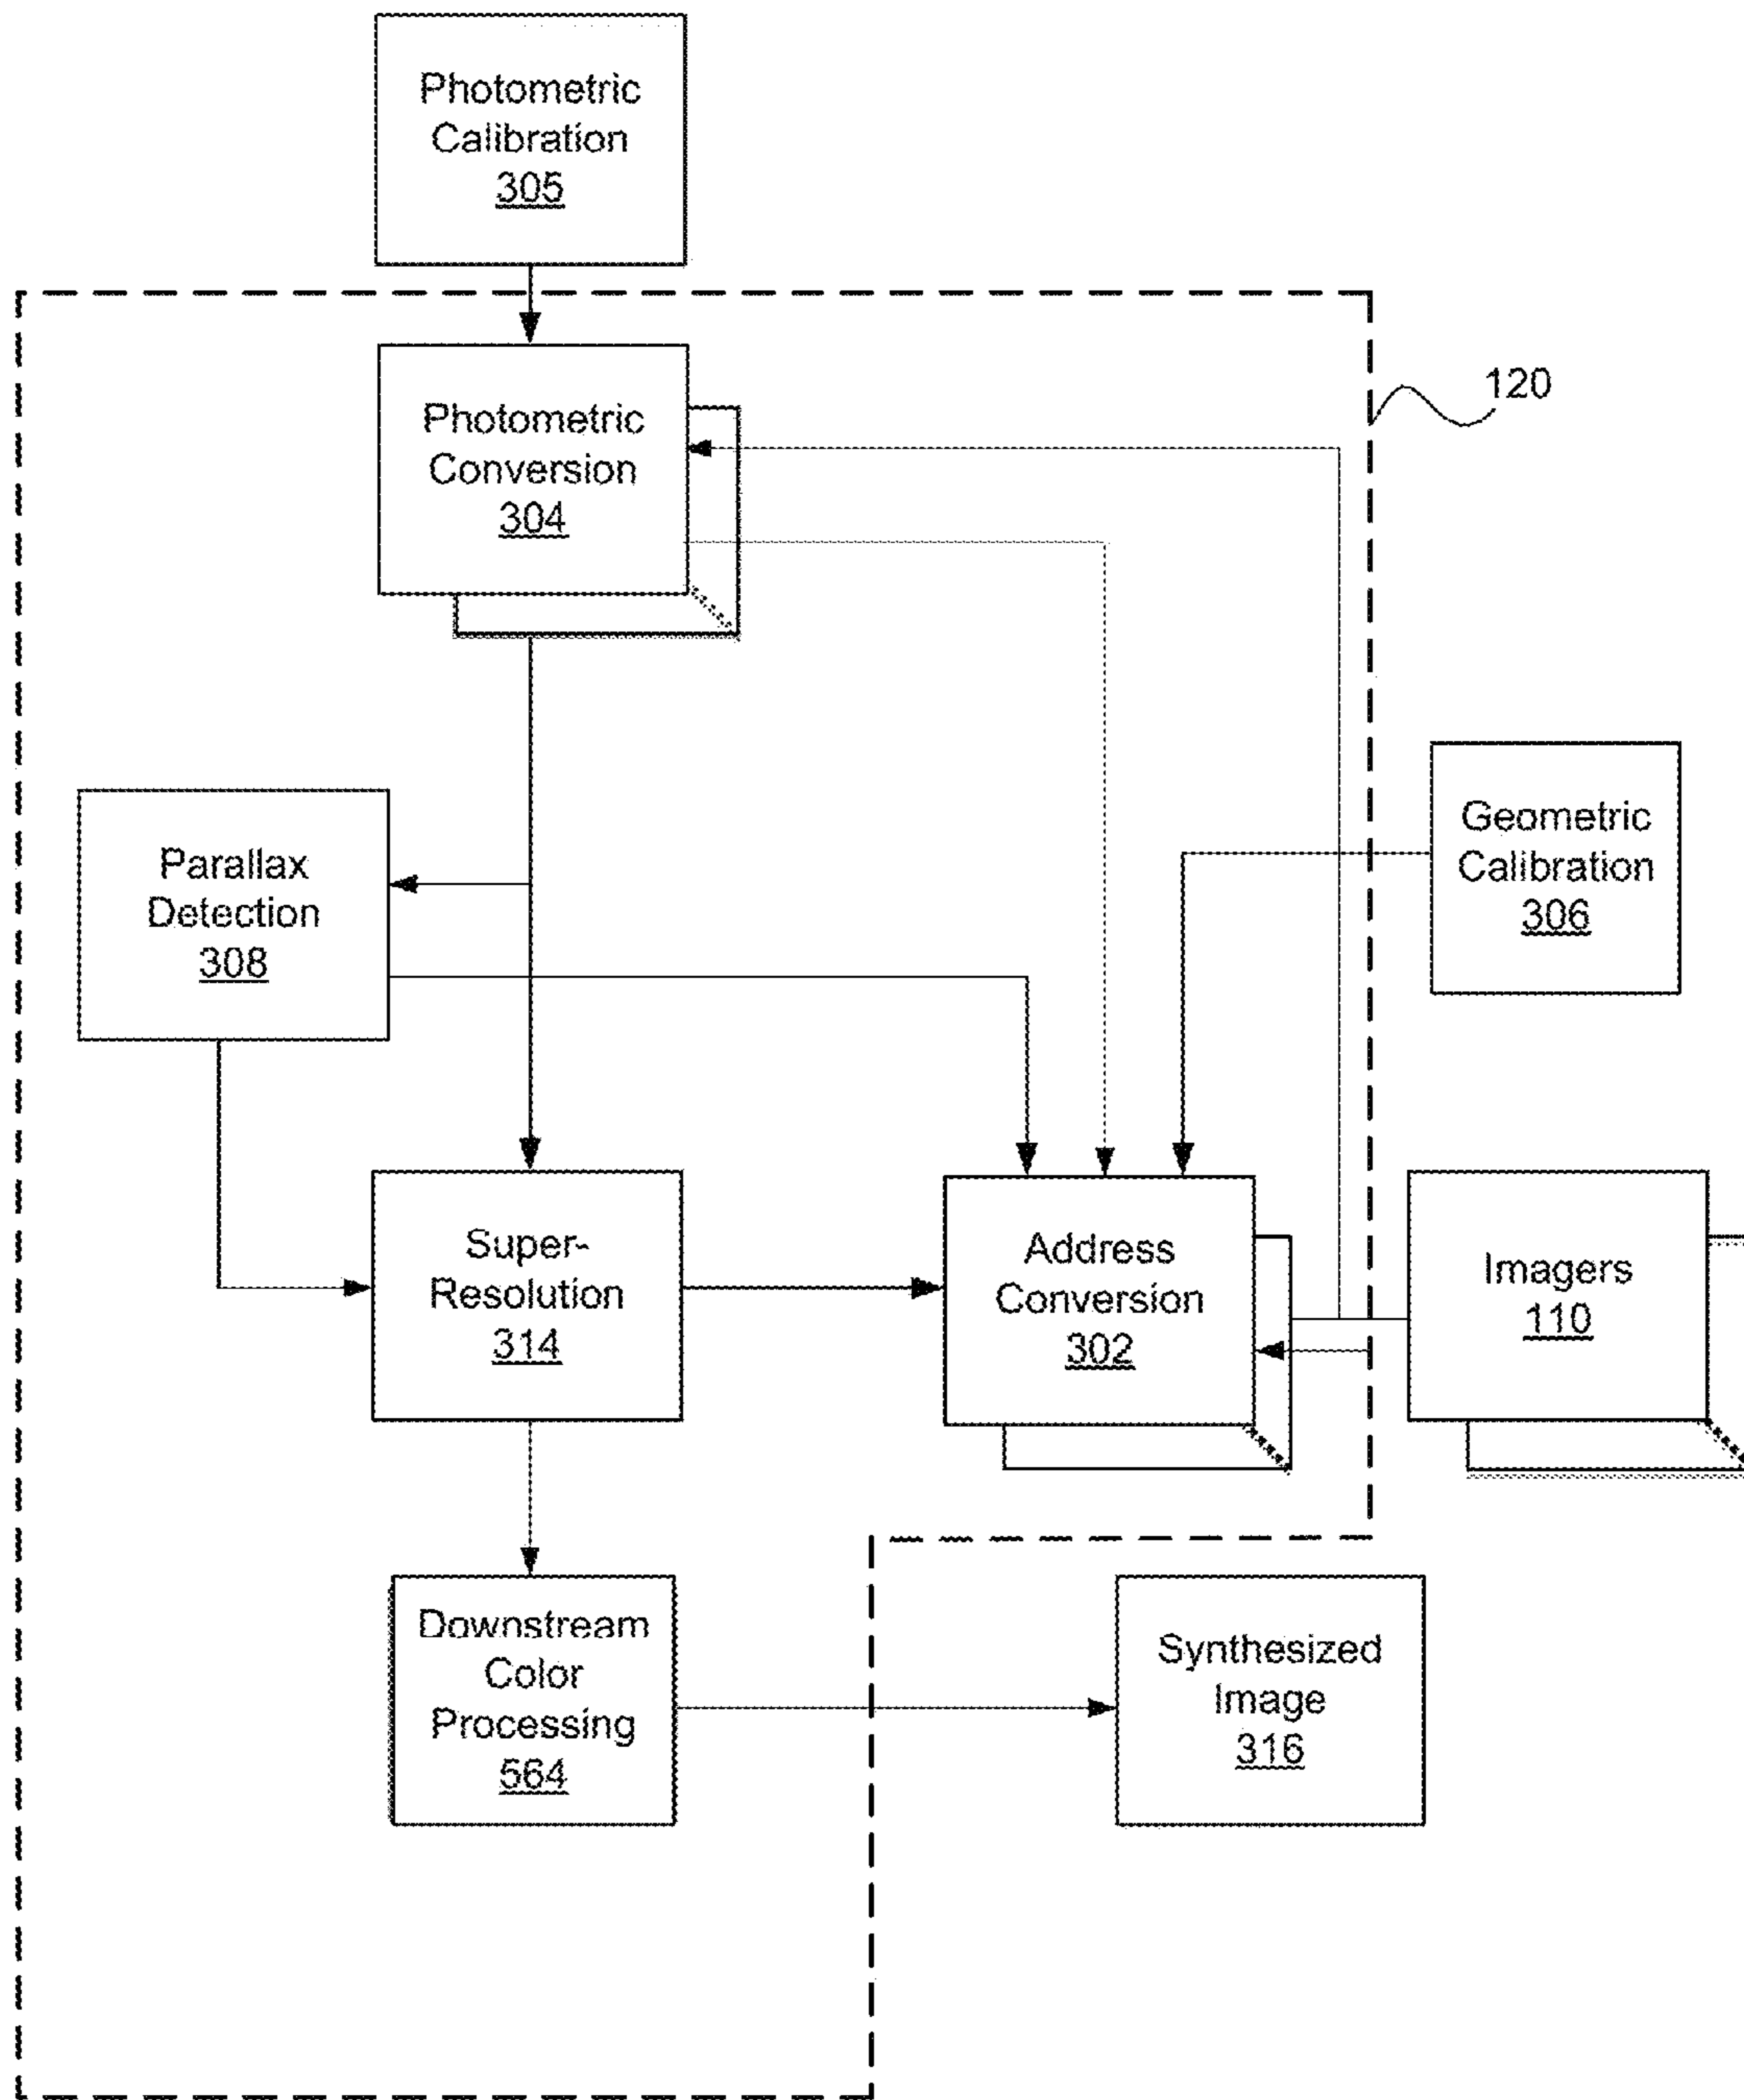 Photometric
Calibration
305
Photometric
Conversion
304
120
Parallax
Detection
308
Geometric
Calibration
306
Super-
Resolution
314
Address
Conversion
302
Imagers
110
Downstream
Color
Processing
564
Synthesized
Image
316